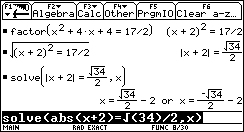 F1 F2 F3 F4 F5 F6
Algebra Calc Other PrgmIO Clear a-z…
▪ factor(x² + 4·x + 4 = 17/2) (x + 2)² = 17/2
▪ √(x + 2)² = 17/2 |x + 2| = √34/2
▪ solve(|x + 2| = √34/2, x)
x = √34/2 - 2 or x = -√34/2 - 2
solve(abs(x+2)=√(34)/2,x)
MAIN RAD EXACT FUNC 8/30